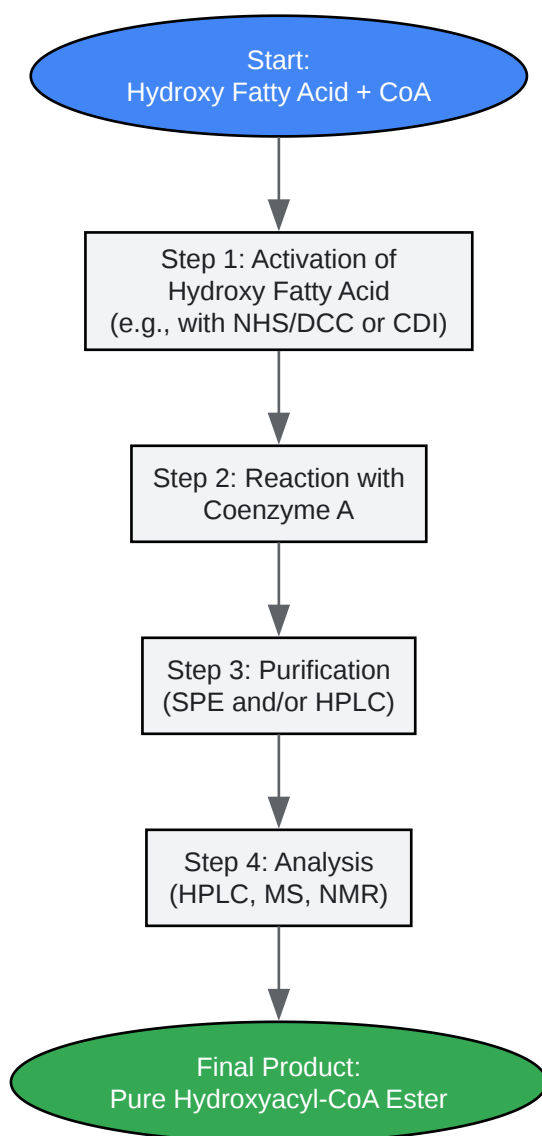 Start:
Hydroxy Fatty Acid + CoA
Step 1: Activation of
Hydroxy Fatty Acid
(e.g., with NHS/DCC or CDI)
Step 2: Reaction with
Coenzyme A
Step 3: Purification
(SPE and/or HPLC)
Step 4: Analysis
(HPLC, MS, NMR)
Final Product:
Pure Hydroxyacyl-CoA Ester